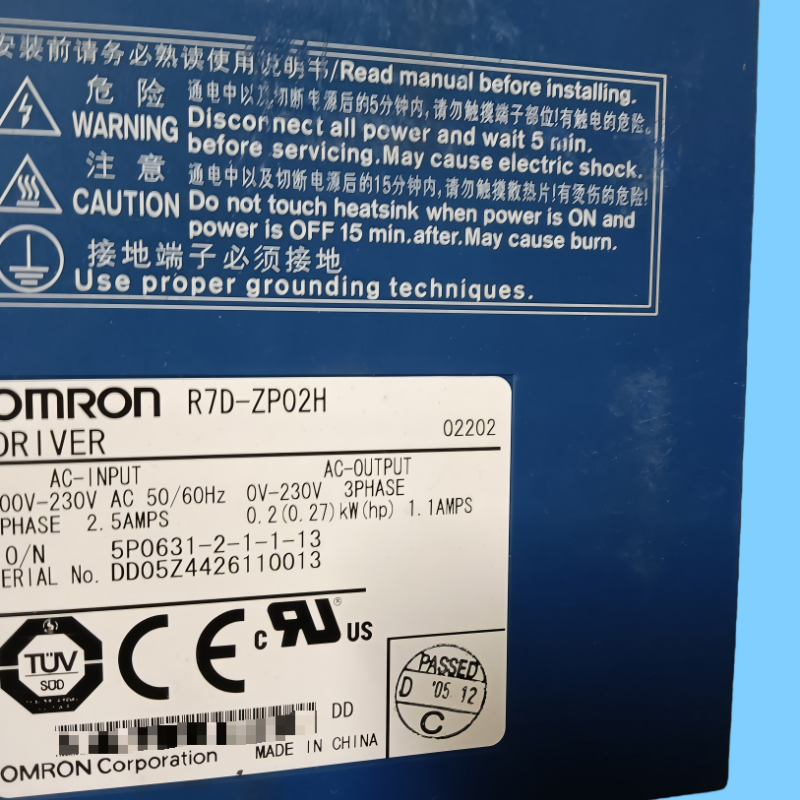 安装前请务必熟读使用说明书/Read manual before installing.
危 险 通电中以及切断电源后的5分钟内,请勿触摸端子部位!有触电的危险。
WARNING Disconnect all power and wait 5 min.
before servicing.May cause electric shock.
注 意 通电中以及切断电源后的15分钟内,请勿触摸散热片!有烫伤的危险!
CAUTION Do not touch heatsink when power is ON and
power is OFF 15 min.after.May cause burn.
接地端子必须接地
Use proper grounding techniques.
OMRON R7D-ZP02H
DRIVER 02202
AC-INPUT AC-OUTPUT
00V-230V AC 50/60Hz 0V-230V 3PHASE
PHASE 2.5AMPS 0.2(0.27)kW(hp) 1.1AMPS
O/N 5P0631-2-1-1-13
ERIAL No. DD05Z4426110013
TÜV
SÜD
CE
c RU ® US
PASSED
D '05.12
C
DD
MADE IN CHINA
OMRON Corporation